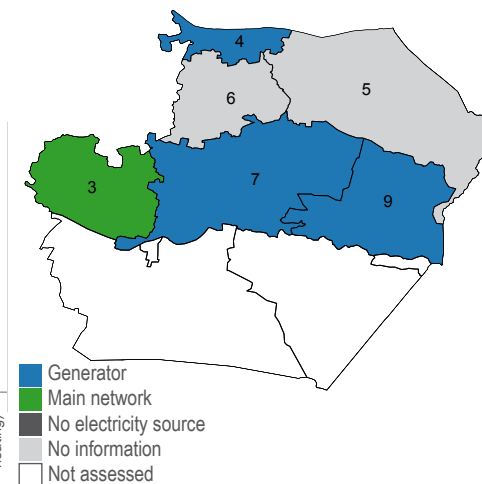 4
5
6
3
7
9
Generator
Main network
No electricity source
No information
Not assessed